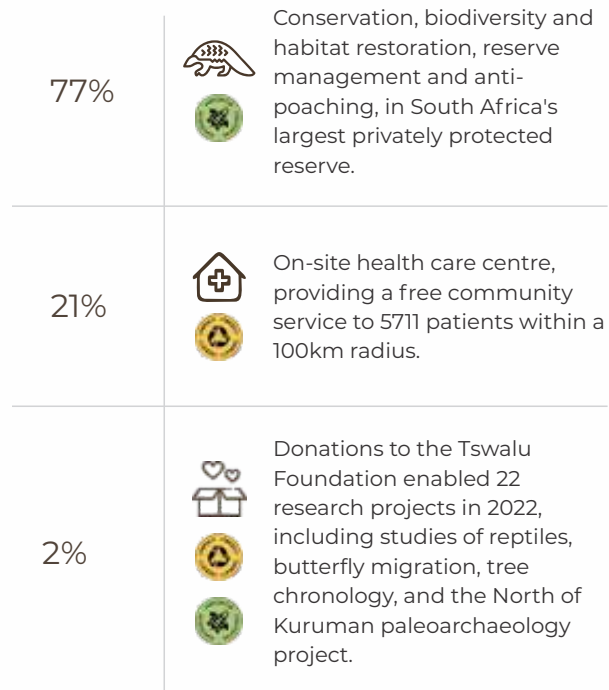 77%
Conservation, biodiversity and
habitat restoration, reserve
management and anti-
poaching, in South Africa's
largest privately protected
reserve.
21%
On-site health care centre,
providing a free community
service to 5711 patients within a
100km radius.
2%
Donations to the Tswalu
Foundation enabled 22
research projects in 2022,
including studies of reptiles,
butterfly migration, tree
chronology, and the North of
Kuruman paleoarchaeology
project.